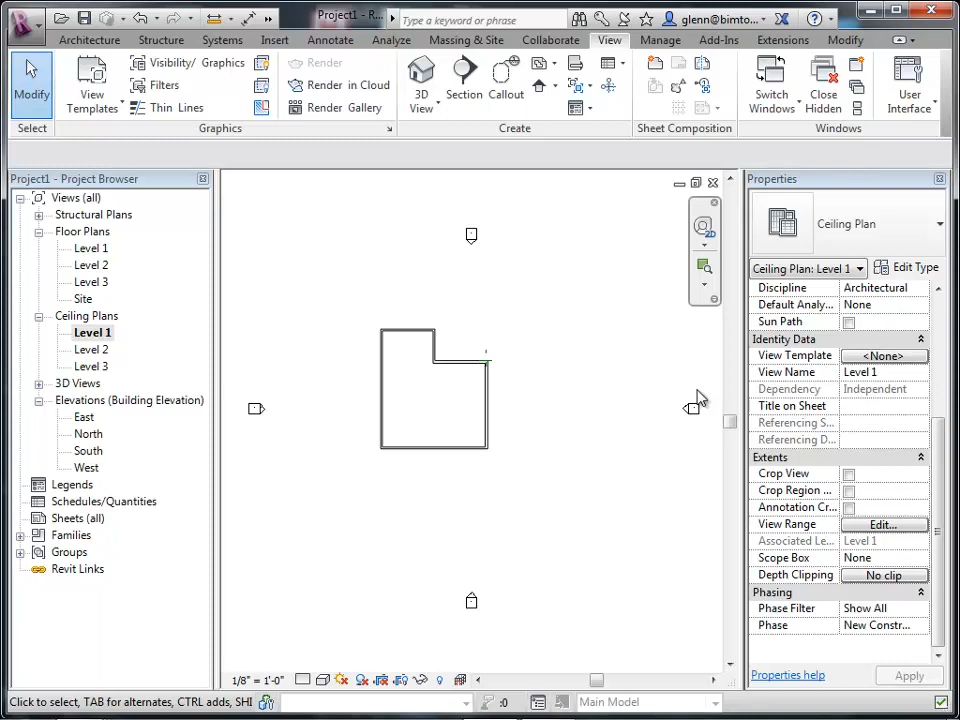 Project1 - R...
Type a keyword or phrase
glenn@bimto...
Architecture Structure Systems Insert Annotate Analyze Massing & Site Collaborate View Manage Add-Ins Extensions Modify
Modify
View
Templates
Visibility/ Graphics
Filters
Thin Lines
Render
Render in Cloud
Render Gallery
3D
View
Section
Callout
Switch
Windows
Close
Hidden
User
Interface
Select Graphics Create Sheet Composition Windows
Project1 - Project Browser
Views (all)
Structural Plans
Floor Plans
Level 1
Level 2
Level 3
Site
Ceiling Plans
Level 1
Level 2
Level 3
3D Views
Elevations (Building Elevation)
East
North
South
West
Legends
Schedules/Quantities
Sheets (all)
Families
Groups
Revit Links
2D
1/8" = 1'-0"
Properties
Ceiling Plan
Ceiling Plan: Level 1 Edit Type
Discipline Architectural
Default Analy... None
Sun Path
Identity Data
View Template <None>
View Name Level 1
Dependency Independent
Title on Sheet
Referencing S...
Referencing D...
Extents
Crop View
Crop Region ...
Annotation Cr...
View Range Edit...
Associated Le... Level 1
Scope Box None
Depth Clipping No clip
Phasing
Phase Filter Show All
Phase New Constr...
Properties help Apply
Click to select, TAB for alternates, CTRL adds, SHI :0 Main Model